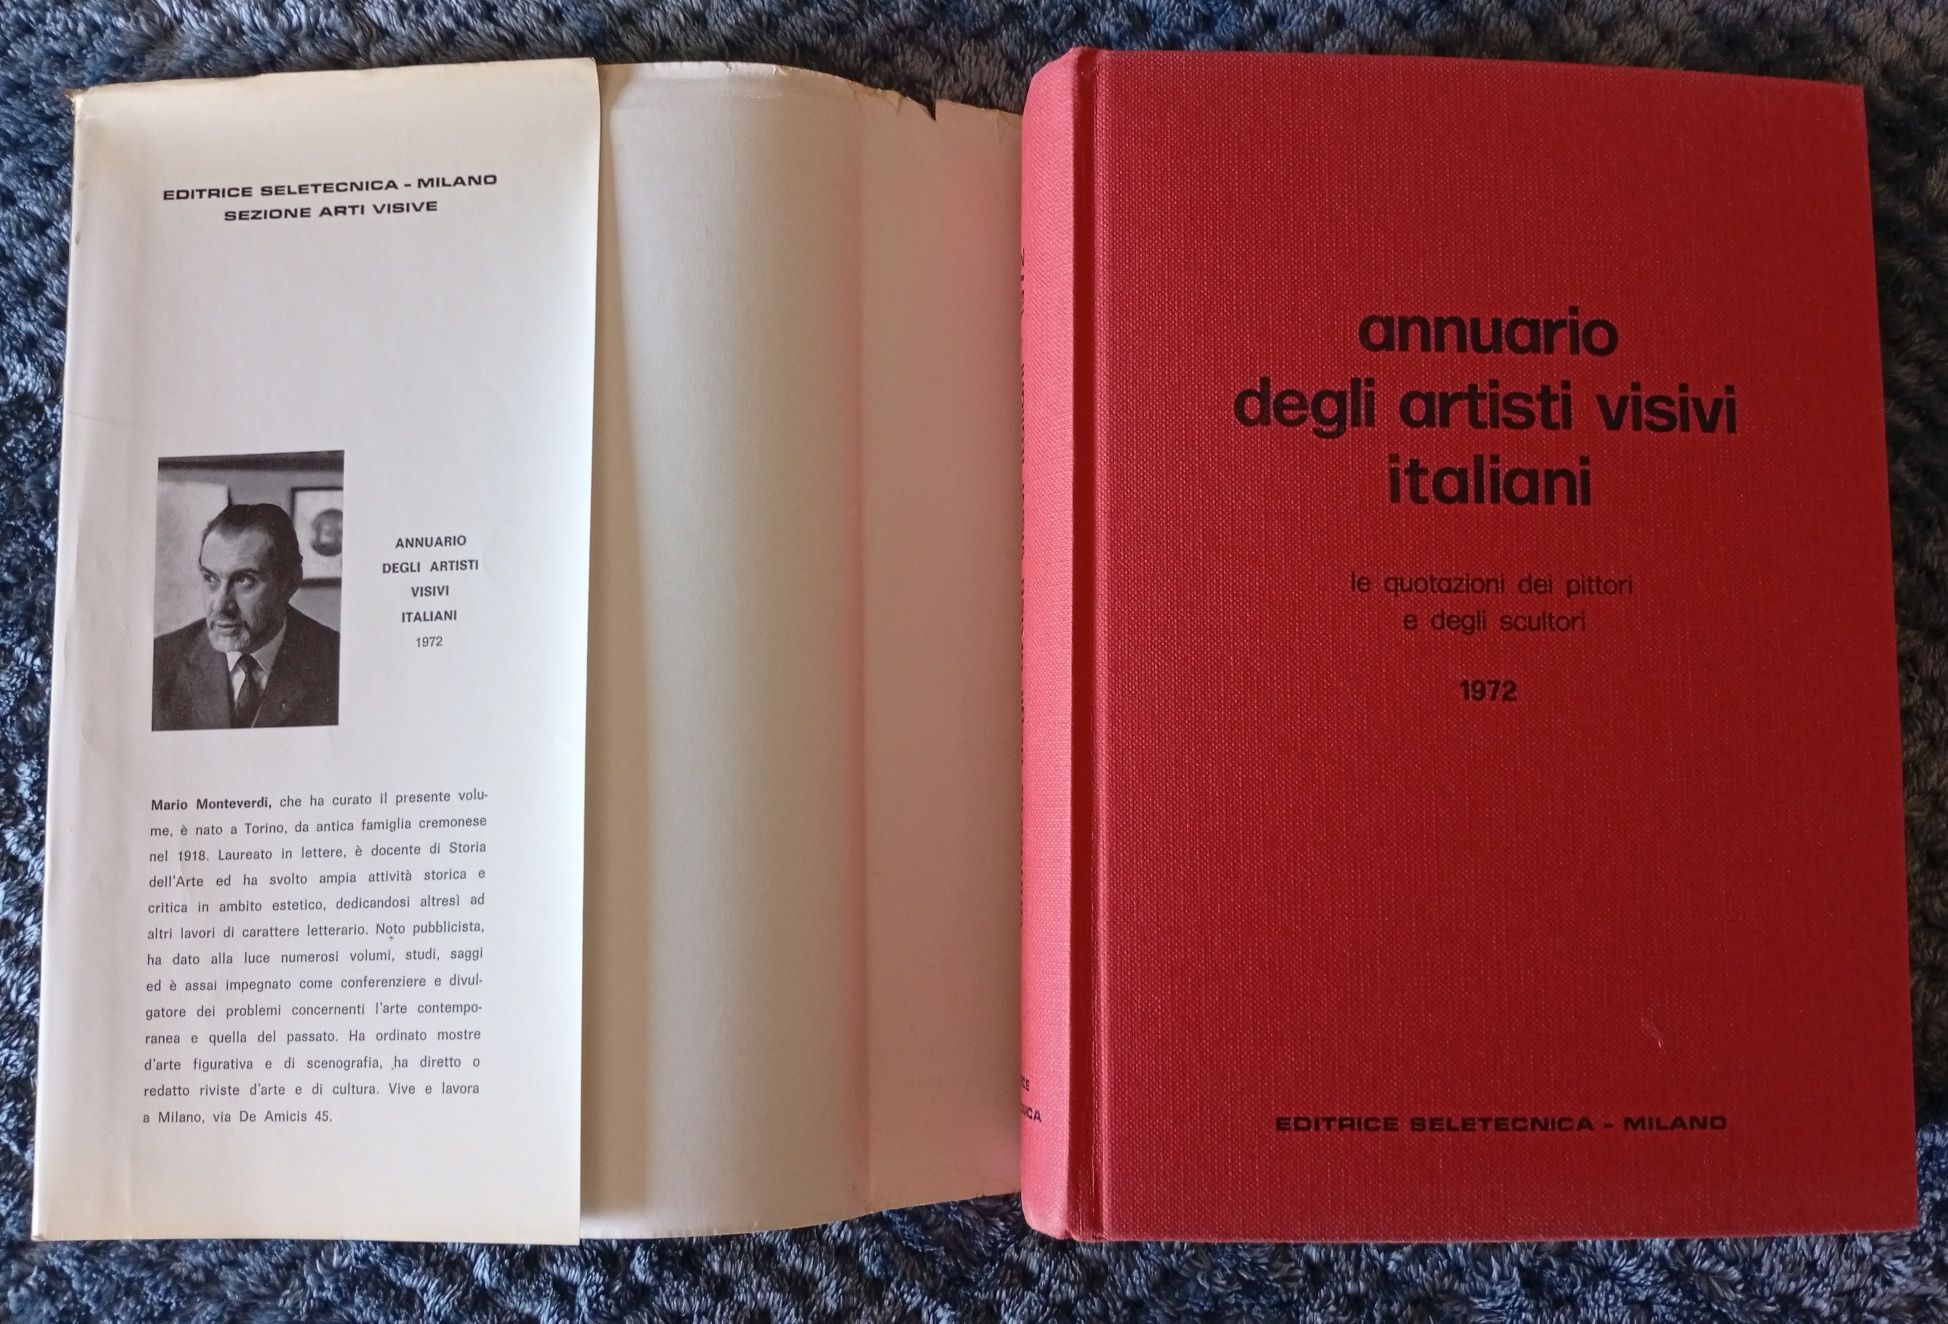 EDITRICE SELETECNICA - MILANO
SEZIONE ARTI VISIVE
ANNUARIO
DEGLI ARTISTI
VISIVI
ITALIANI
1972
Mario Monteverdi, che ha curato il presente volu-
me, è nato a Torino, da antica famiglia cremonese
nel 1918. Laureato in lettere, è docente di Storia
dell'Arte ed ha svolto ampia attività storica e
critica in ambito estetico, dedicandosi altresì ad
altri lavori di carattere letterario. Noto pubblicista,
ha dato alla luce numerosi volumi, studi, saggi
ed è assai impegnato come conferenziere e divul-
gatore dei problemi concernenti l'arte contempo-
ranea e quella del passato. Ha ordinato mostre
d'arte figurativa e di scenografia, ha diretto o
redatto riviste d'arte e di cultura. Vive e lavora
a Milano, via De Amicis 45.
annuario
degli artisti visivi
italiani
le quotazioni dei pittori
e degli scultori
1972
EDITRICE SELETECNICA - MILANO